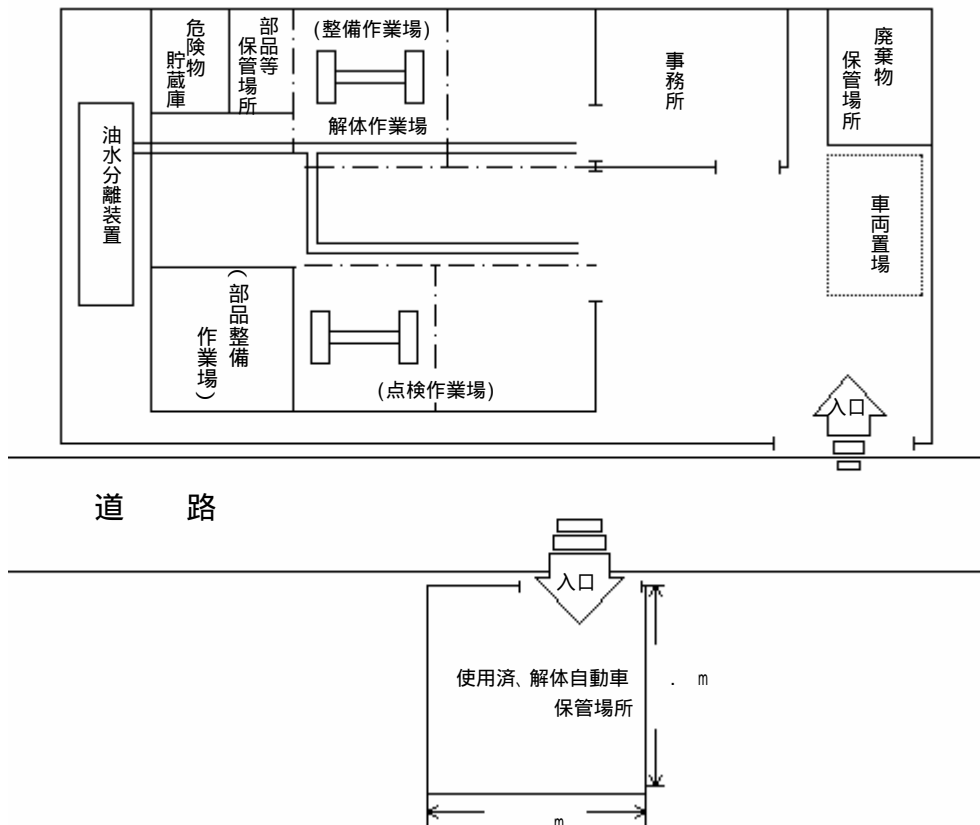 危険物
貯蔵庫
部品等
保管場所
(整備作業場)
解体作業場
事務所
廃棄物
保管場所
油水分離装置
車両置場
(部品整備
作業場)
(点検作業場)
入口
道　路
入口
使用済、解体自動車
保管場所
. m
m